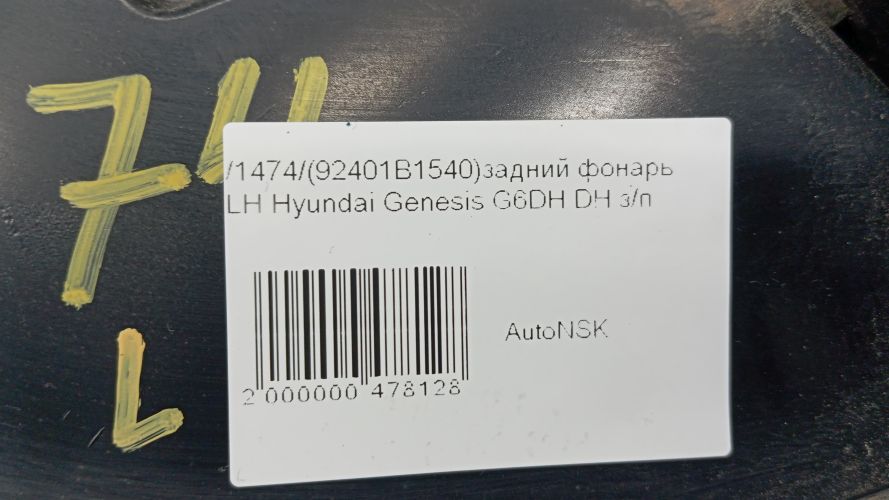 74
L
/1474/(92401B1540)задний фонарь
LH Hyundai Genesis G6DH DH з/п
AutoNSK
2 000000 478128